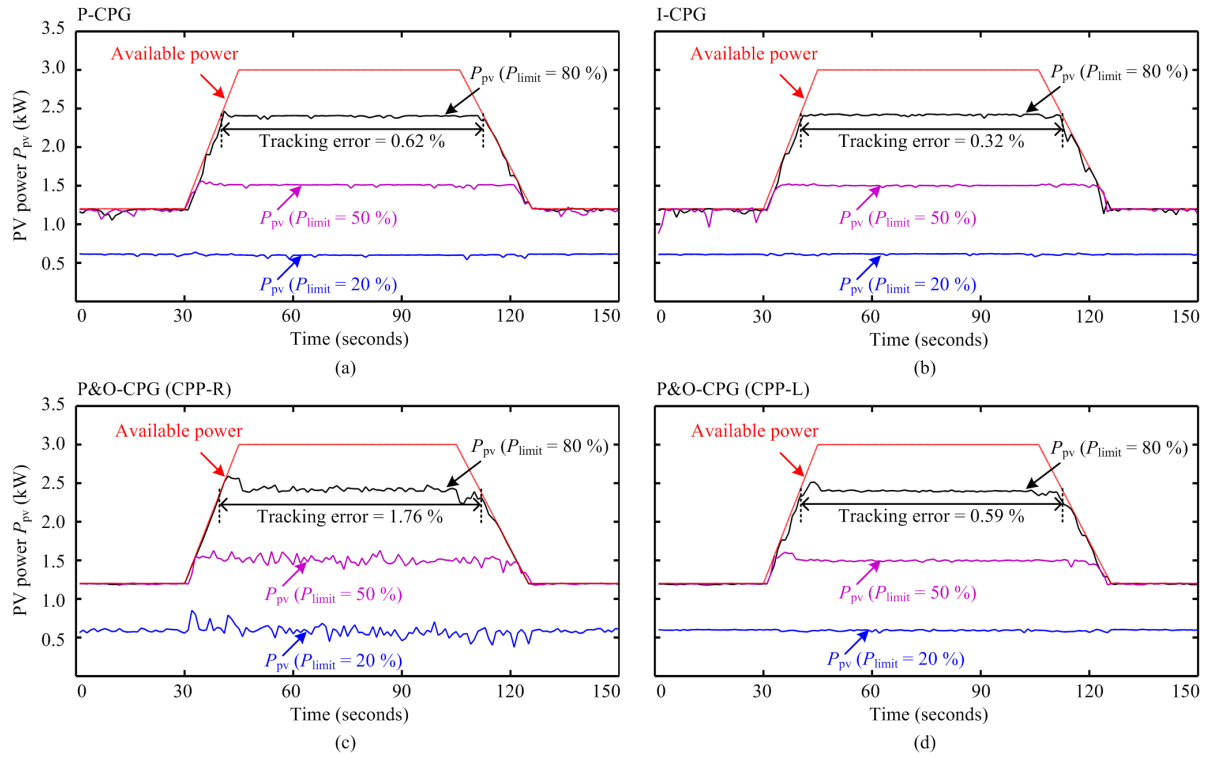 P-CPG
3.5
3.0
2.5
2.0
1.5
1.0
0.5
PV power Ppv (kW)
Available power
Ppv (Plimit = 80 %)
Tracking error = 0.62 %
Ppv (Plimit = 50 %)
Ppv (Plimit = 20 %)
0 30 60 90 120 150
Time (seconds)
(a)
I-CPG
Available power
Ppv (Plimit = 80 %)
Tracking error = 0.32 %
Ppv (Plimit = 50 %)
Ppv (Plimit = 20 %)
0 30 60 90 120 150
Time (seconds)
(b)
P&O-CPG (CPP-R)
3.5
3.0
2.5
2.0
1.5
1.0
0.5
PV power Ppv (kW)
Available power
Ppv (Plimit = 80 %)
Tracking error = 1.76 %
Ppv (Plimit = 50 %)
Ppv (Plimit = 20 %)
0 30 60 90 120 150
Time (seconds)
(c)
P&O-CPG (CPP-L)
Available power
Ppv (Plimit = 80 %)
Tracking error = 0.59 %
Ppv (Plimit = 50 %)
Ppv (Plimit = 20 %)
0 30 60 90 120 150
Time (seconds)
(d)